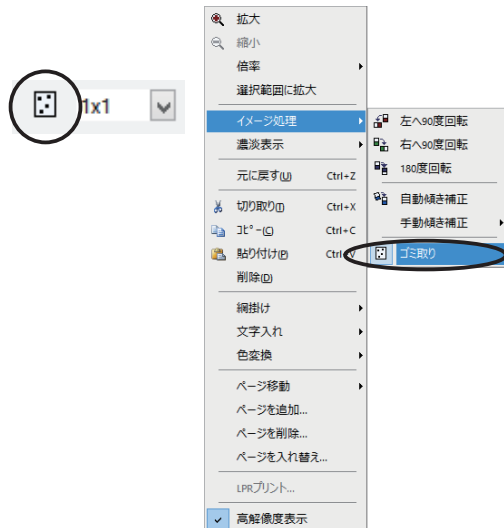 1x1
拡大
縮小
倍率
選択範囲に拡大
イメージ処理
濃淡表示
元に戻す(U) Ctrl+Z
切り取り(T) Ctrl+X
コピー(C) Ctrl+C
貼り付け(P) Ctrl+V
削除(D)
網掛け
文字入れ
色変換
ページ移動
ページを追加...
ページを削除...
ページを入れ替え...
LPRプリント...
高解像度表示
左へ90度回転
右へ90度回転
180度回転
自動傾き補正
手動傾き補正
ゴミ取り